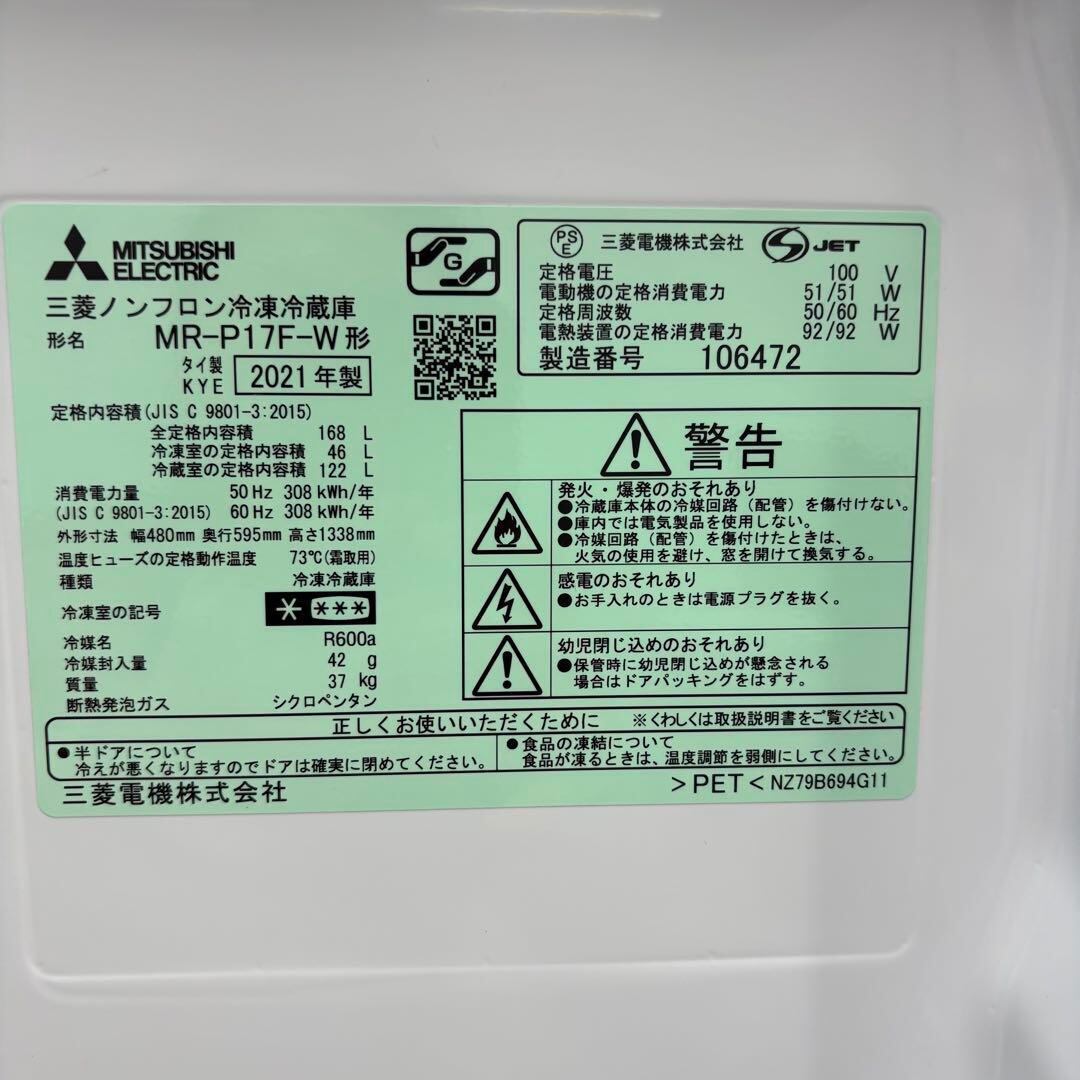 MITSUBISHI
ELECTRIC
三菱ノンフロン冷凍冷蔵庫
形名 MR-P17F-W形
タイ製
KYE 2021年製
定格内容積(JIS C 9801-3:2015)
全定格内容積 168 L
冷凍室の定格内容積 46 L
冷蔵室の定格内容積 122 L
消費電力量 50Hz 308 kWh/年
(JIS C 9801-3:2015) 60Hz 308 kWh/年
外形寸法 幅480mm 奥行595mm 高さ1338mm
温度ヒューズの定格動作温度 73℃(霜取用)
種類 冷凍冷蔵庫
冷凍室の記号 * ***
冷媒名 R600a
冷媒封入量 42 g
質量 37 kg
断熱発泡ガス シクロペンタン
G
PS
E 三菱電機株式会社 S JET
定格電圧 100 V
電動機の定格消費電力 51/51 W
定格周波数 50/60 Hz
電熱装置の定格消費電力 92/92 W
製造番号 106472
警告
発火・爆発のおそれあり
●冷蔵庫本体の冷媒回路(配管)を傷付けない。
●庫内では電気製品を使用しない。
●冷媒回路(配管)を傷付けたときは、
火気の使用を避け、窓を開けて換気する。
感電のおそれあり
●お手入れのときは電源プラグを抜く。
幼児閉じ込めのおそれあり
●保管時に幼児閉じ込めが懸念される
場合はドアパッキングをはずす。
正しくお使いいただくために ※くわしくは取扱説明書をご覧ください
●半ドアについて
冷えが悪くなりますのでドアは確実に閉めてください。
●食品の凍結について
食品が凍るときは、温度調節を弱側にしてください。
三菱電機株式会社
>PET< NZ79B694G11